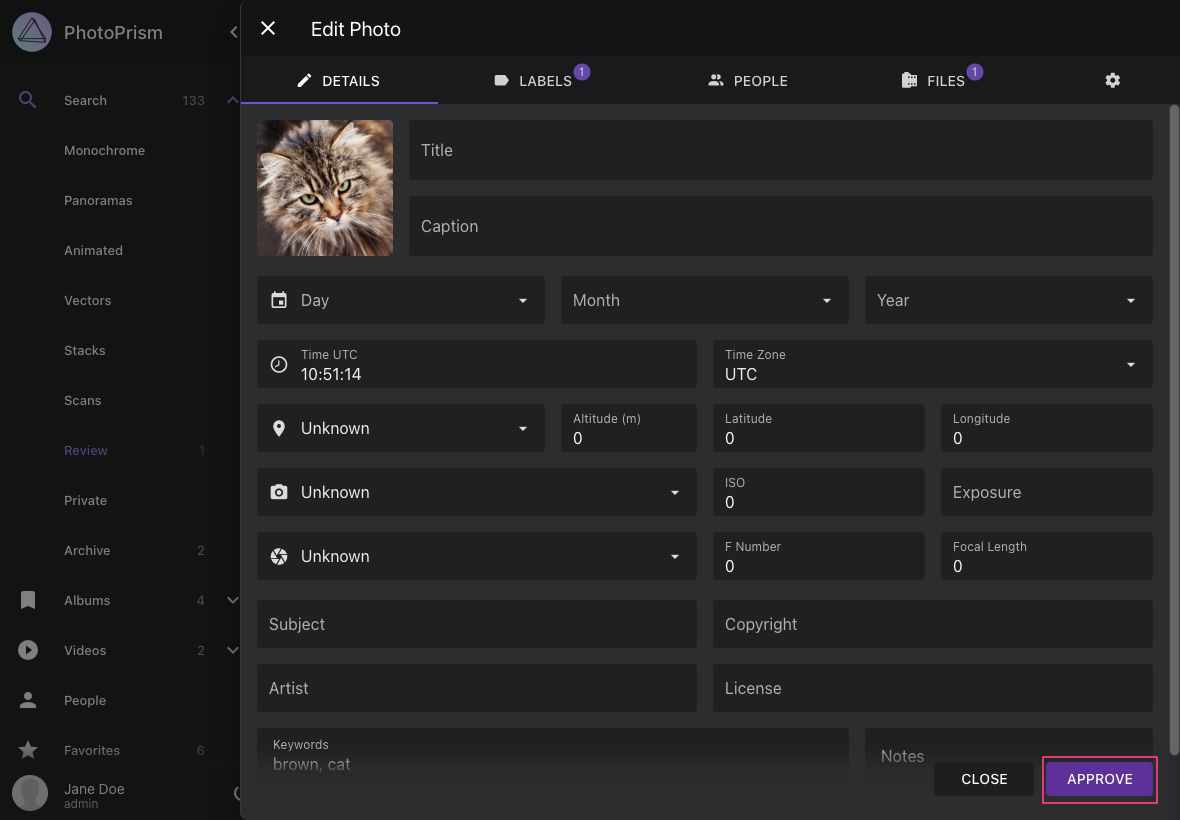 PhotoPrism
Edit Photo
DETAILS
LABELS 1
PEOPLE
FILES 1
Search 133
Monochrome
Panoramas
Animated
Vectors
Stacks
Scans
Review 1
Private
Archive 2
Albums 4
Videos 2
People
Favorites 6
Jane Doe
admin
Title
Caption
Day
Month
Year
Time UTC
10:51:14
Time Zone
UTC
Unknown
Altitude (m)
0
Latitude
0
Longitude
0
Unknown
ISO
0
Exposure
Unknown
F Number
0
Focal Length
0
Subject
Copyright
Artist
License
Keywords
brown, cat
Notes
CLOSE
APPROVE